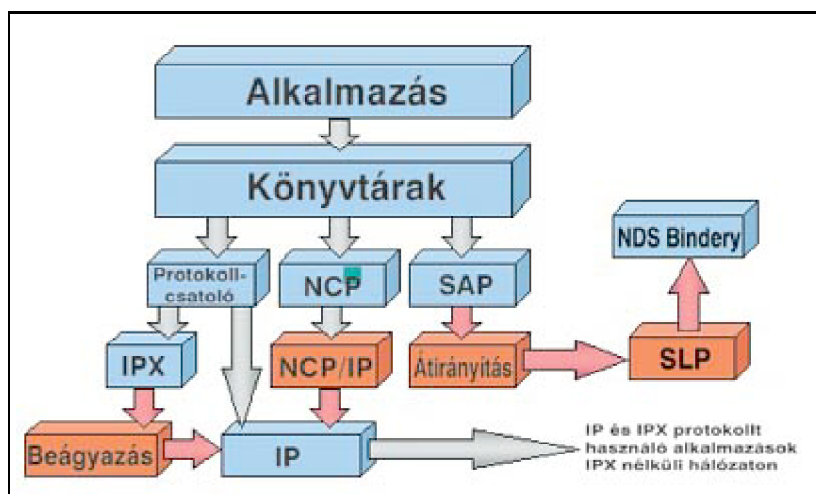 Alkalmazás
Könyvtárak
NDS Bindery
Protokoll-
csatoló
NCP
SAP
IPX
NCP/IP
Átirányítás
SLP
Beágyazás
IP
IP és IPX protokollt
használó alkalmazások
IPX nélküli hálózaton